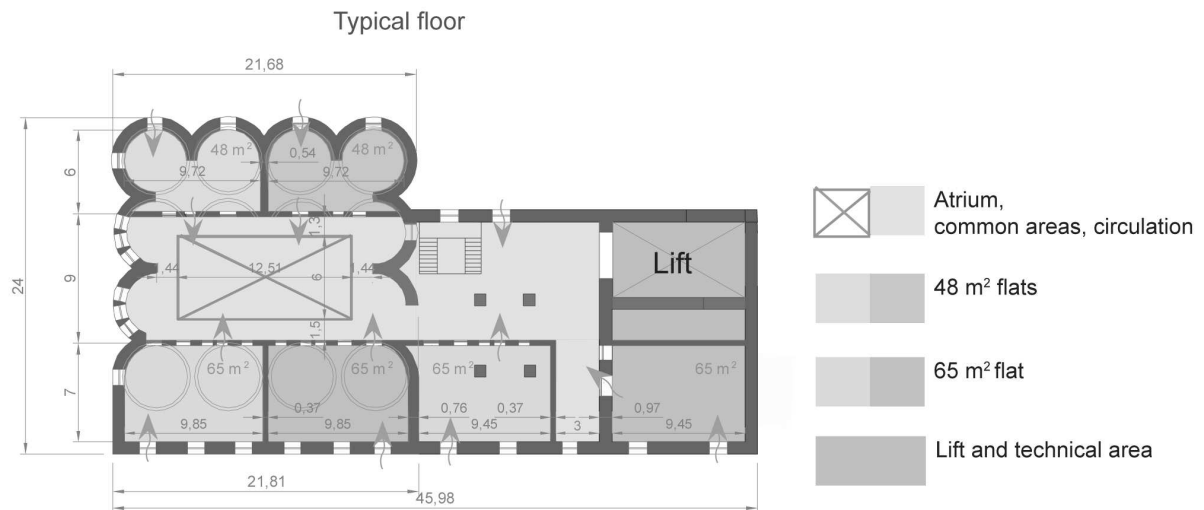 Typical floor
21,68
48 m²
0,54
48 m²
9,72
9,72
6
1,3
Lift
,44
12,51
6
1,44
24
9
1,5
65 m²
65 m²
65 m²
65 m²
7
0,37
0,76
0,37
0,97
9,85
9,85
9,45
3
9,45
21,81
45,98
Atrium,
common areas, circulation
48 m² flats
65 m² flat
Lift and technical area